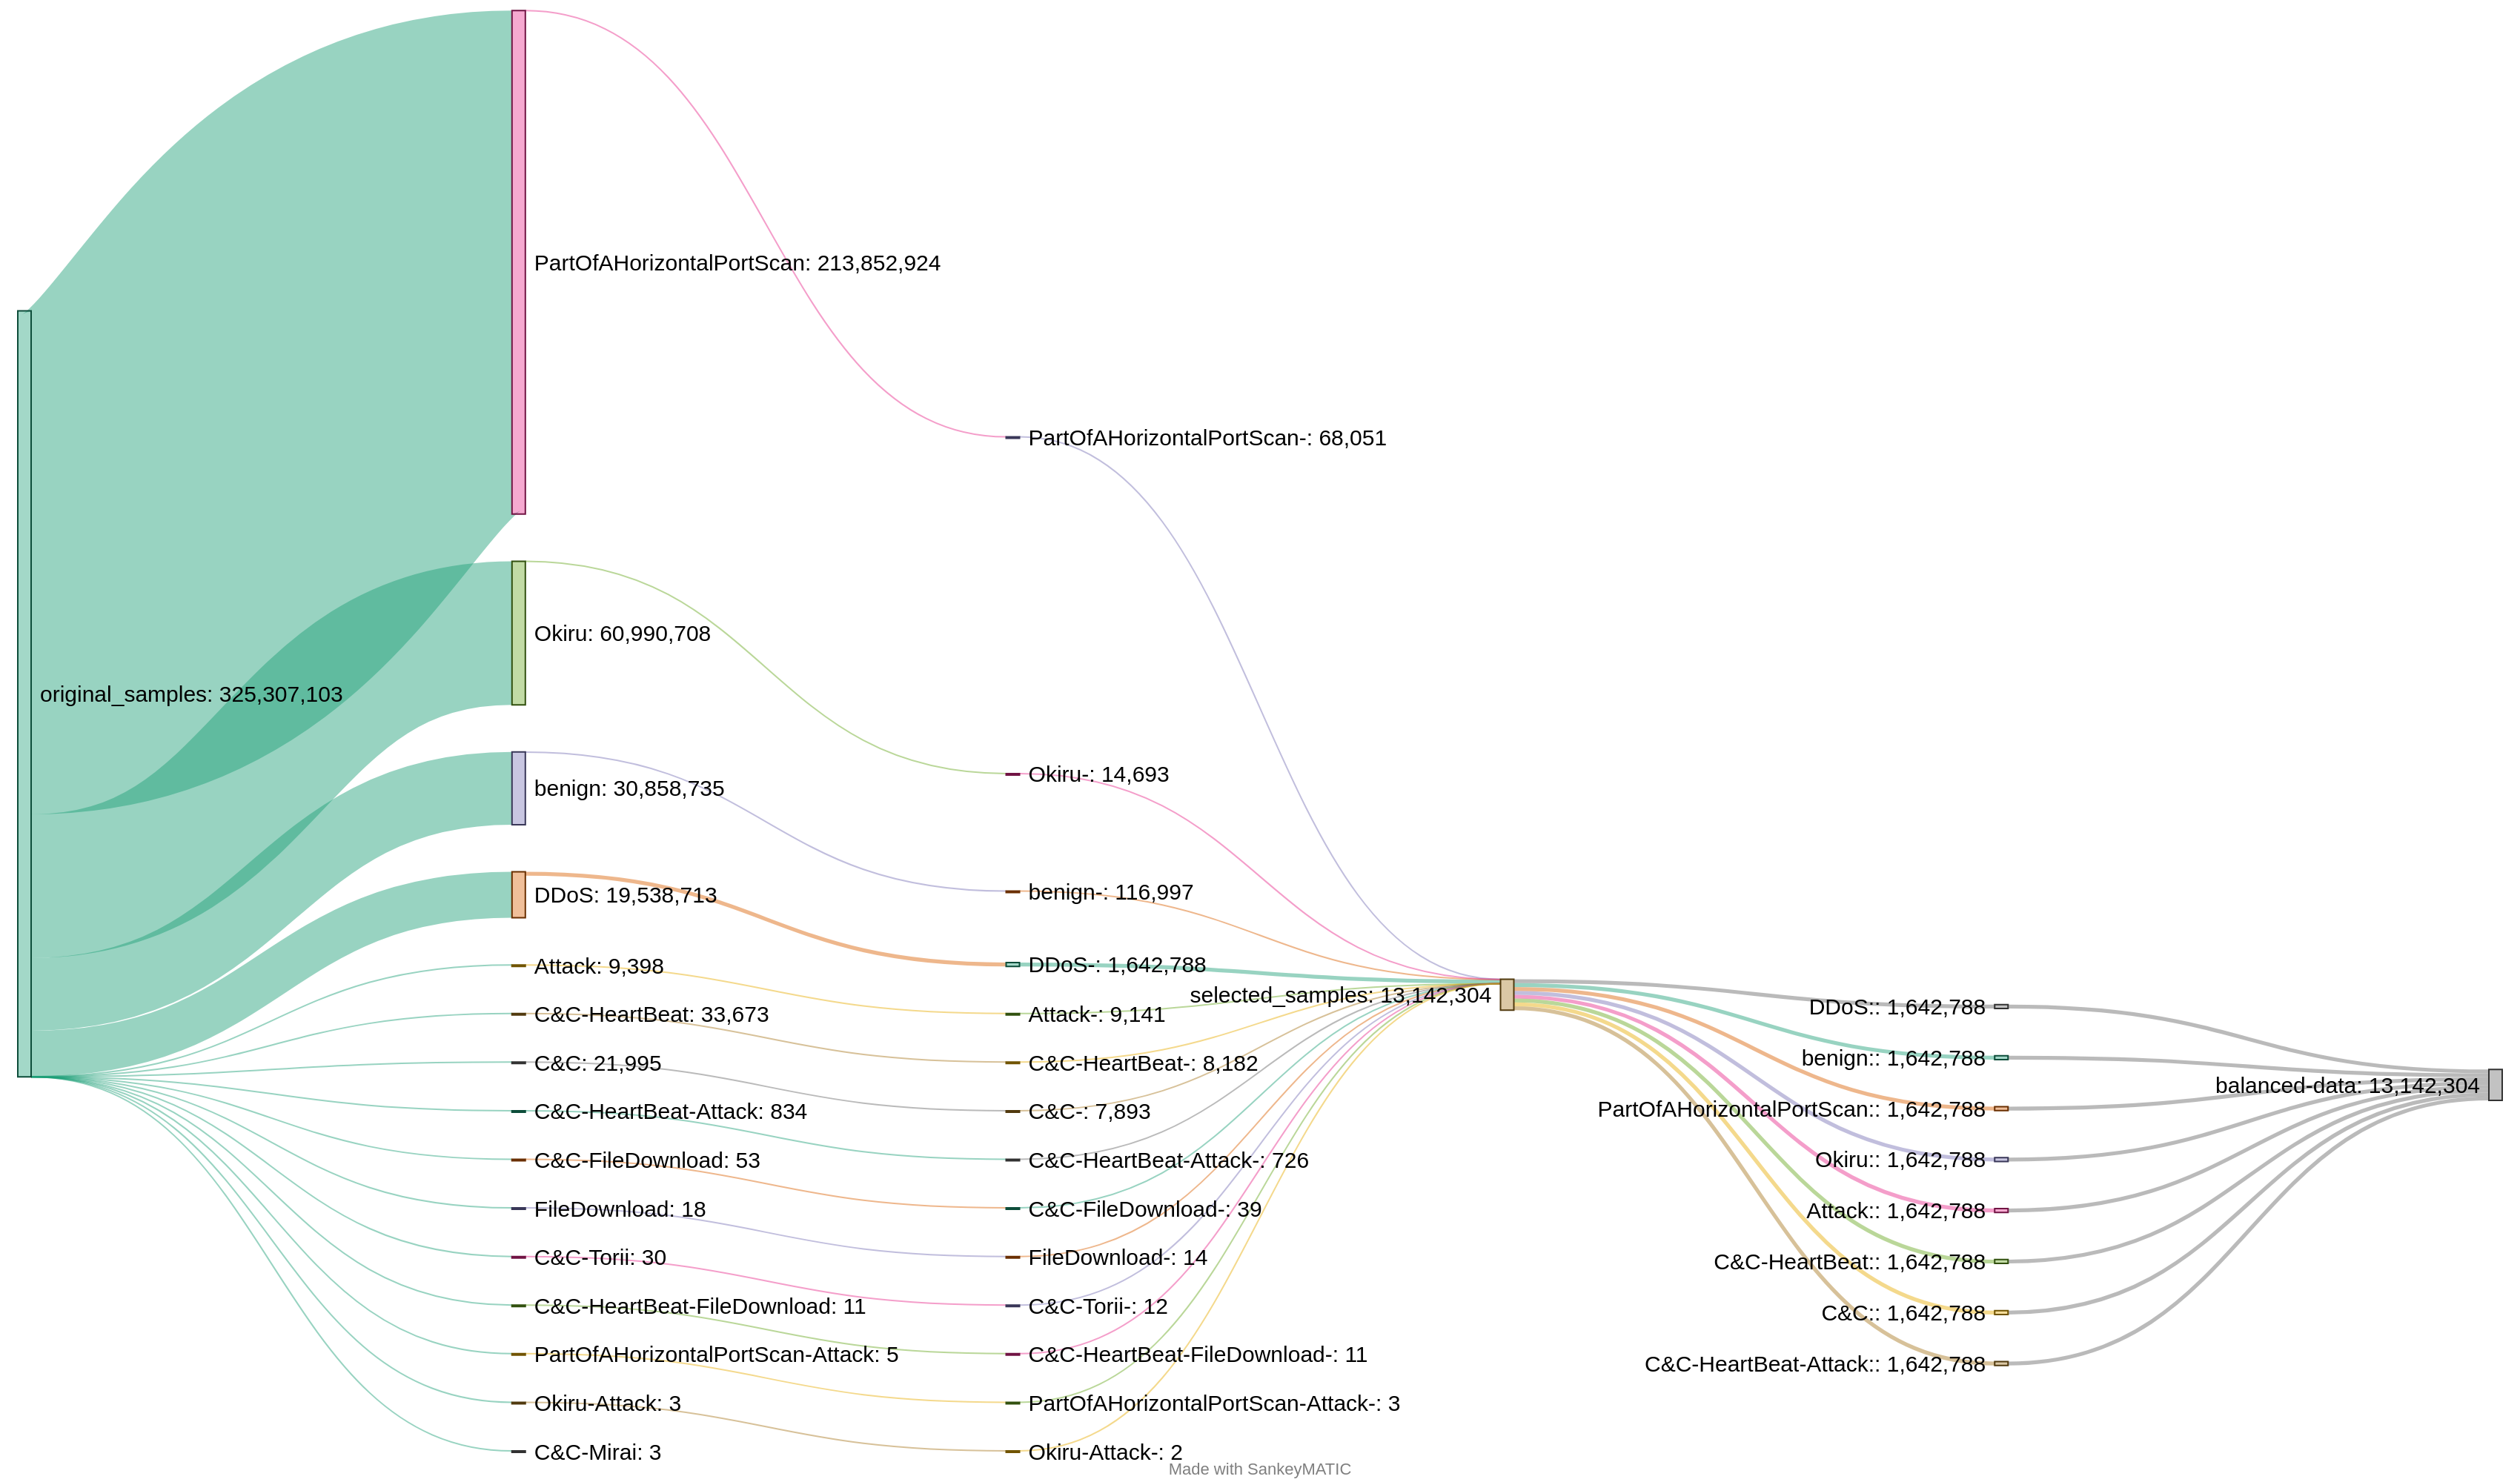 original_samples: 325,307,103
PartOfAHorizontalPortScan: 213,852,924
Okiru: 60,990,708
benign: 30,858,735
DDoS: 19,538,713
Attack: 9,398
C&C-HeartBeat: 33,673
C&C: 21,995
C&C-HeartBeat-Attack: 834
C&C-FileDownload: 53
FileDownload: 18
C&C-Torii: 30
C&C-HeartBeat-FileDownload: 11
PartOfAHorizontalPortScan-Attack: 5
Okiru-Attack: 3
C&C-Mirai: 3
PartOfAHorizontalPortScan-: 68,051
Okiru-: 14,693
benign-: 116,997
DDoS-: 1,642,788
Attack-: 9,141
C&C-HeartBeat-: 8,182
C&C-: 7,893
C&C-HeartBeat-Attack-: 726
C&C-FileDownload-: 39
FileDownload-: 14
C&C-Torii-: 12
C&C-HeartBeat-FileDownload-: 11
PartOfAHorizontalPortScan-Attack-: 3
Okiru-Attack-: 2
selected_samples: 13,142,304
DDoS:: 1,642,788
benign:: 1,642,788
PartOfAHorizontalPortScan:: 1,642,788
Okiru:: 1,642,788
Attack:: 1,642,788
C&C-HeartBeat:: 1,642,788
C&C:: 1,642,788
C&C-HeartBeat-Attack:: 1,642,788
balanced-data: 13,142,304
Made with SankeyMATIC